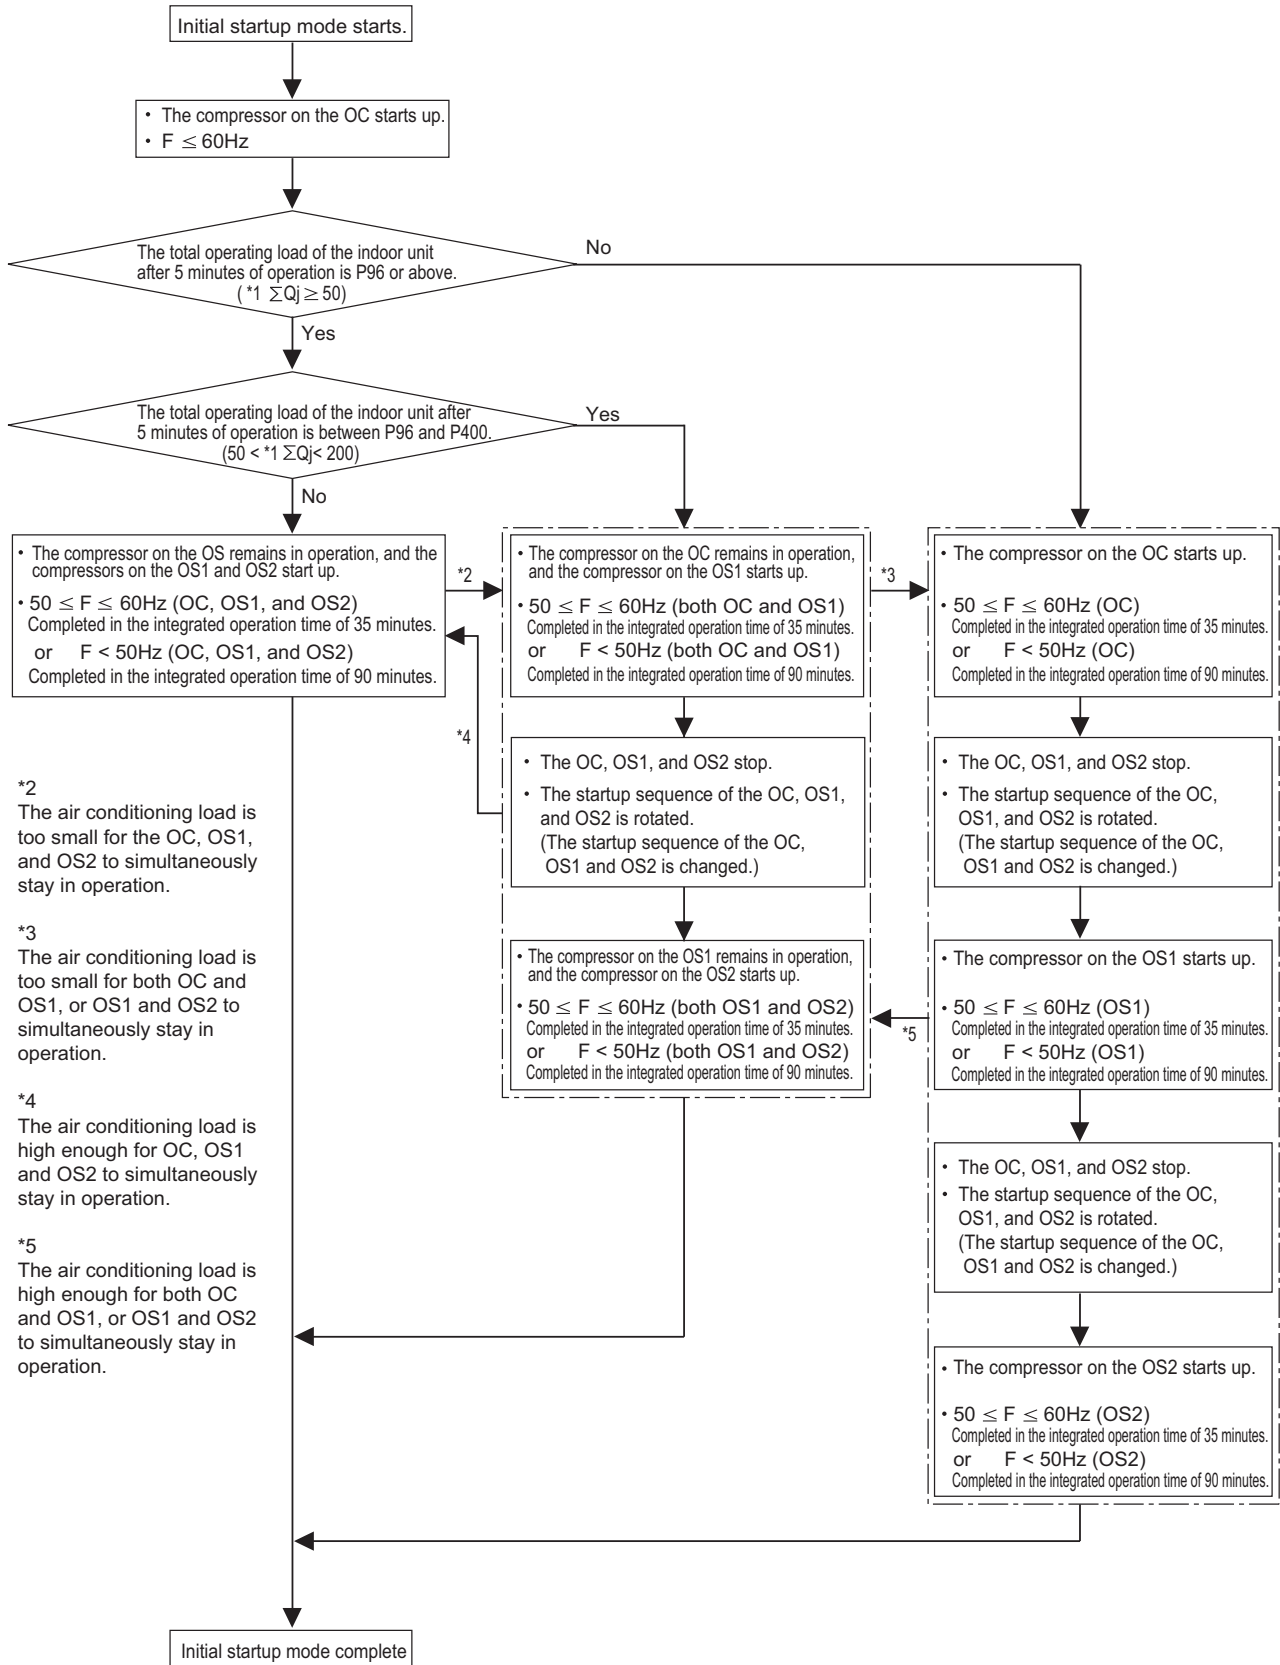 Initial startup mode starts.
• The compressor on the OC starts up.
• F ≤ 60Hz
The total operating load of the indoor unit
after 5 minutes of operation is P96 or above.
( *1 ∑Qj ≥ 50)
No
Yes
The total operating load of the indoor unit after
5 minutes of operation is between P96 and P400.
(50 < *1 ∑Qj< 200)
Yes
No
• The compressor on the OS remains in operation, and the
compressors on the OS1 and OS2 start up.
• 50 ≤ F ≤ 60Hz (OC, OS1, and OS2)
Completed in the integrated operation time of 35 minutes.
or F < 50Hz (OC, OS1, and OS2)
Completed in the integrated operation time of 90 minutes.
*2
• The compressor on the OC remains in operation,
and the compressor on the OS1 starts up.
• 50 ≤ F ≤ 60Hz (both OC and OS1)
Completed in the integrated operation time of 35 minutes.
or F < 50Hz (both OC and OS1)
Completed in the integrated operation time of 90 minutes.
*3
• The compressor on the OC starts up.
• 50 ≤ F ≤ 60Hz (OC)
Completed in the integrated operation time of 35 minutes.
or F < 50Hz (OC)
Completed in the integrated operation time of 90 minutes.
*4
• The OC, OS1, and OS2 stop.
• The startup sequence of the OC, OS1,
and OS2 is rotated.
(The startup sequence of the OC,
OS1 and OS2 is changed.)
• The OC, OS1, and OS2 stop.
• The startup sequence of the OC,
OS1, and OS2 is rotated.
(The startup sequence of the OC,
OS1 and OS2 is changed.)
• The compressor on the OS1 remains in operation,
and the compressor on the OS2 starts up.
• 50 ≤ F ≤ 60Hz (both OS1 and OS2)
Completed in the integrated operation time of 35 minutes.
or F < 50Hz (both OS1 and OS2)
Completed in the integrated operation time of 90 minutes.
*5
• The compressor on the OS1 starts up.
• 50 ≤ F ≤ 60Hz (OS1)
Completed in the integrated operation time of 35 minutes.
or F < 50Hz (OS1)
Completed in the integrated operation time of 90 minutes.
• The OC, OS1, and OS2 stop.
• The startup sequence of the OC,
OS1, and OS2 is rotated.
(The startup sequence of the OC,
OS1 and OS2 is changed.)
• The compressor on the OS2 starts up.
• 50 ≤ F ≤ 60Hz (OS2)
Completed in the integrated operation time of 35 minutes.
or F < 50Hz (OS2)
Completed in the integrated operation time of 90 minutes.
*2
The air conditioning load is
too small for the OC, OS1,
and OS2 to simultaneously
stay in operation.
*3
The air conditioning load is
too small for both OC and
OS1, or OS1 and OS2 to
simultaneously stay in
operation.
*4
The air conditioning load is
high enough for OC, OS1
and OS2 to simultaneously
stay in operation.
*5
The air conditioning load is
high enough for both OC
and OS1, or OS1 and OS2
to simultaneously stay in
operation.
Initial startup mode complete